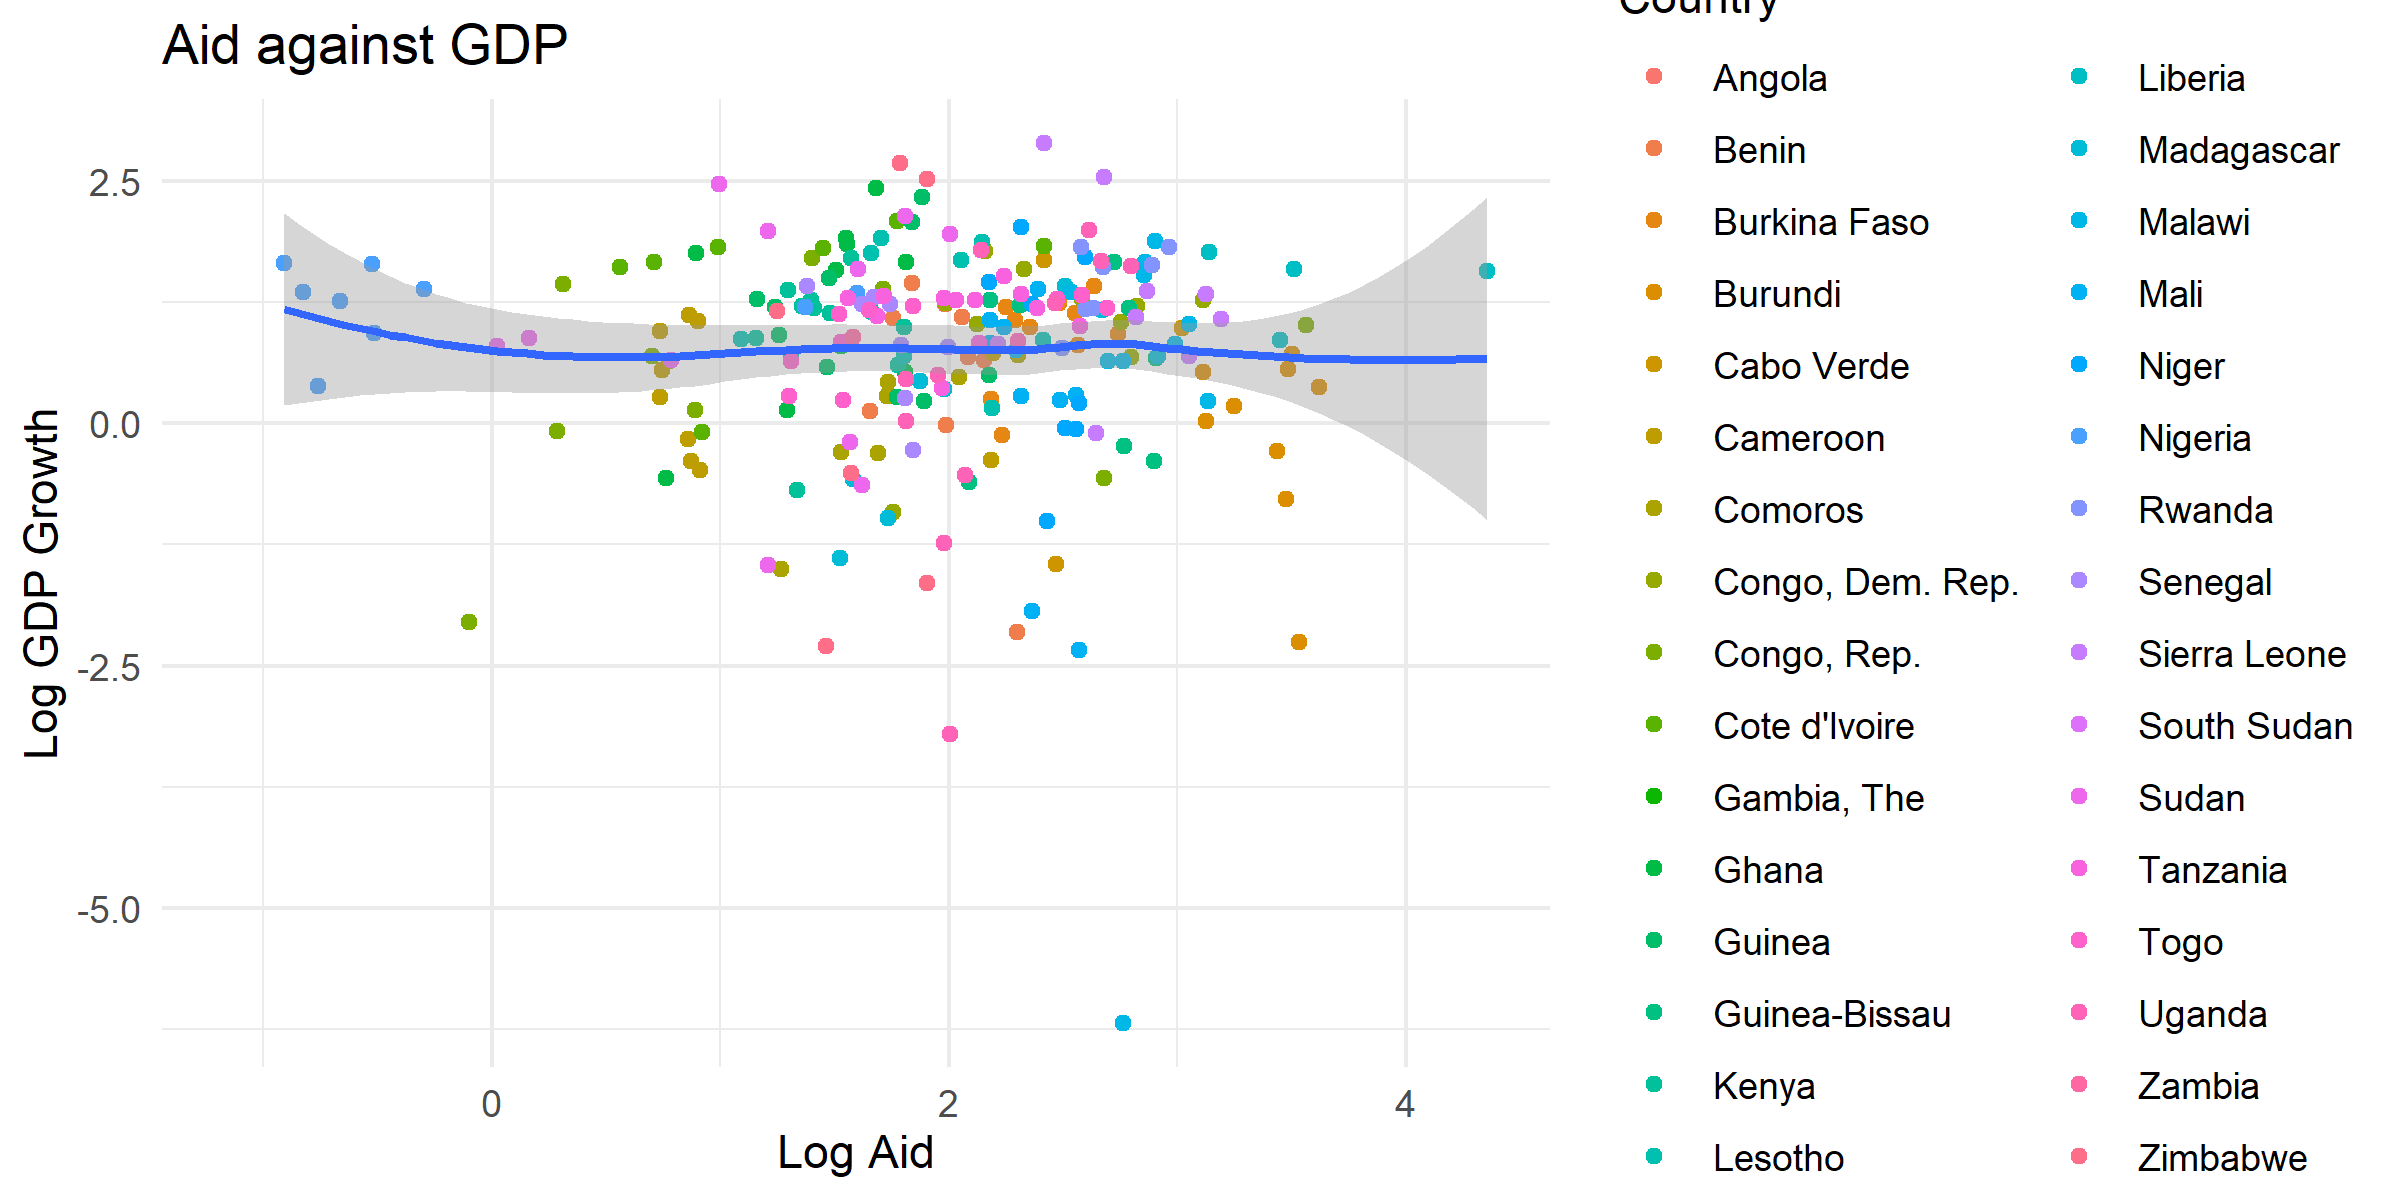 Country
Aid against GDP
Angola
Benin
Burkina Faso
Burundi
Cabo Verde
Cameroon
Comoros
Congo, Dem. Rep.
Congo, Rep.
Cote d'Ivoire
Gambia, The
Ghana
Guinea
Guinea-Bissau
Kenya
Lesotho
Liberia
Madagascar
Malawi
Mali
Niger
Nigeria
Rwanda
Senegal
Sierra Leone
South Sudan
Sudan
Tanzania
Togo
Uganda
Zambia
Zimbabwe
Log GDP Growth
2.5
0.0
-2.5
-5.0
0
2
4
Log Aid